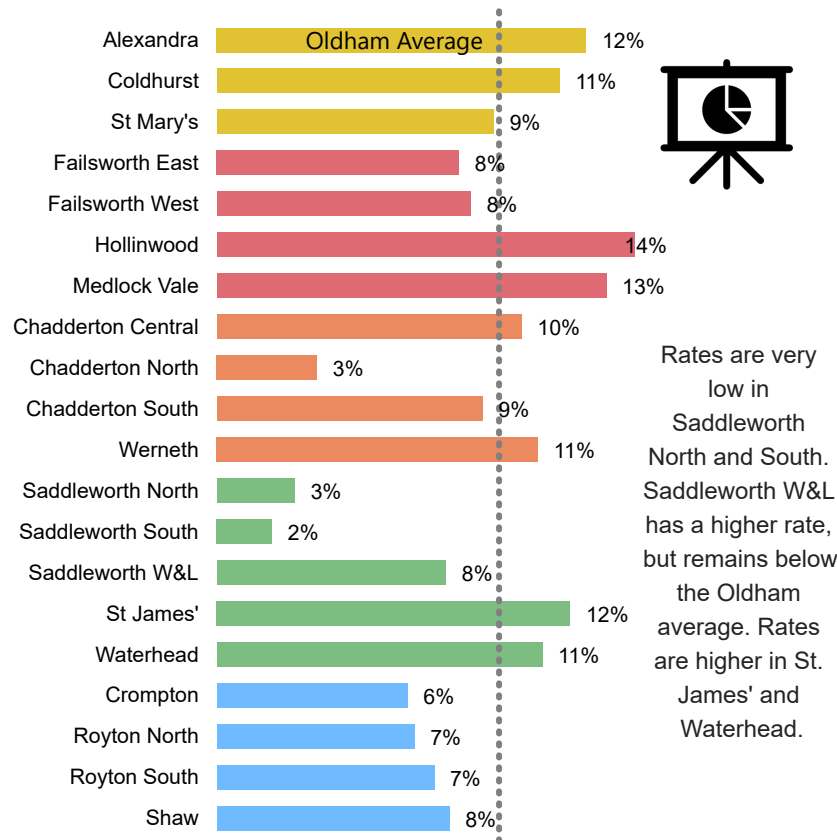 Alexandra Oldham Average 12%
Coldhurst 11%
St Mary's 9%
Failsworth East 8%
Failsworth West 8%
Hollinwood 14%
Medlock Vale 13%
Chadderton Central 10%
Chadderton North 3%
Chadderton South 9%
Werneth 11%
Saddleworth North 3%
Saddleworth South 2%
Saddleworth W&L 8%
St James' 12%
Waterhead 11%
Crompton 6%
Royton North 7%
Royton South 7%
Shaw 8%
Rates are very
low in
Saddleworth
North and South.
Saddleworth W&L
has a higher rate,
but remains below
the Oldham
average. Rates
are higher in St.
James' and
Waterhead.